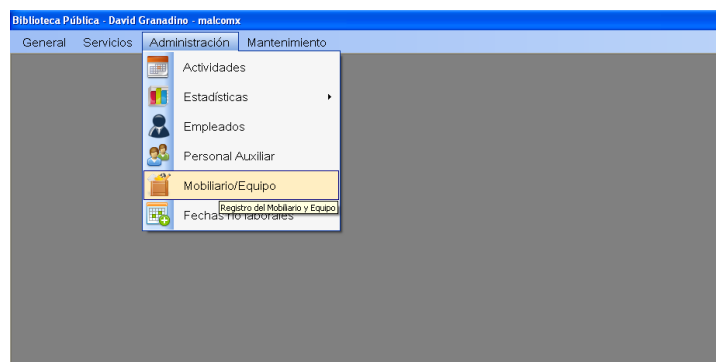 Biblioteca Pública - David Granadino - malcomx
General Servicios Administración Mantenimiento
Actividades
Estadísticas
Empleados
Personal Auxiliar
Mobiliario/Equipo
Registro del Mobiliario y Equipo
Fechas no laborales